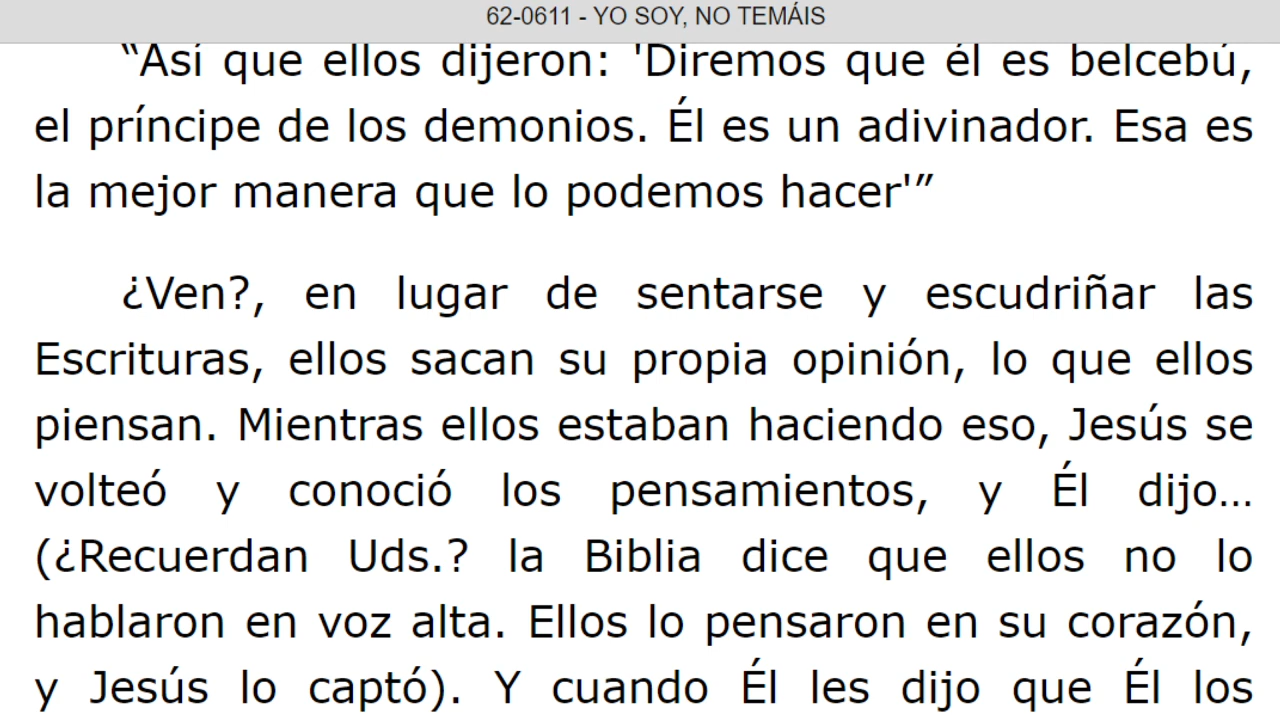 62-0611 - YO SOY, NO TEMÁIS
“Así que ellos dijeron: 'Diremos que él es belcebú,
el príncipe de los demonios. Él es un adivinador. Esa es
la mejor manera que lo podemos hacer'”
¿Ven?, en lugar de sentarse y escudriñar las
Escrituras, ellos sacan su propia opinión, lo que ellos
piensan. Mientras ellos estaban haciendo eso, Jesús se
volteó y conoció los pensamientos, y Él dijo…
(¿Recuerdan Uds.? la Biblia dice que ellos no lo
hablaron en voz alta. Ellos lo pensaron en su corazón,
y Jesús lo captó). Y cuando Él les dijo que Él los